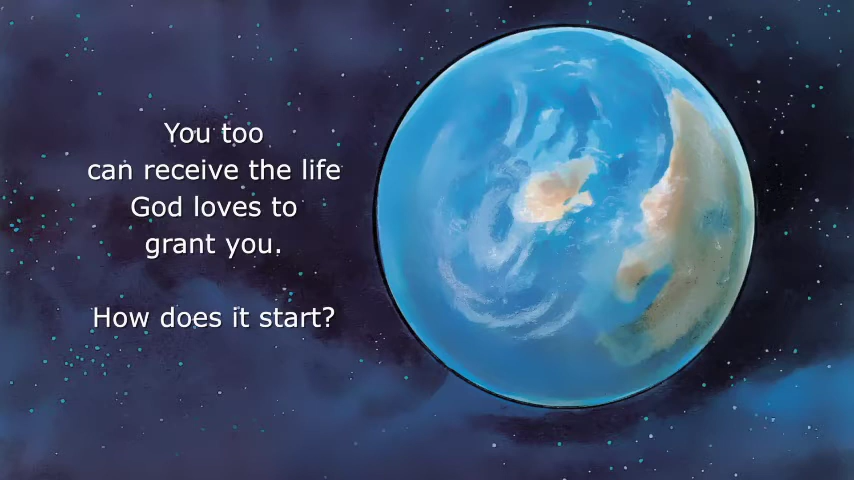 You too
can receive the life
God loves to
grant you.
How does it start?